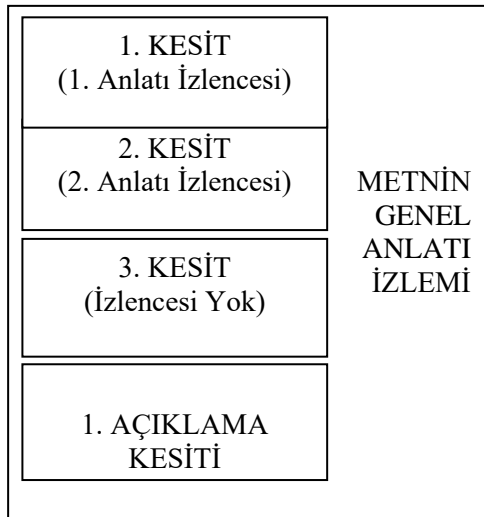 1. KESİT
(1. Anlatı İzlencesi)
2. KESİT
(2. Anlatı İzlencesi)
3. KESİT
(İzlencesi Yok)
1. AÇIKLAMA
KESİTİ
METNİN
GENEL
ANLATI
İZLEMİ